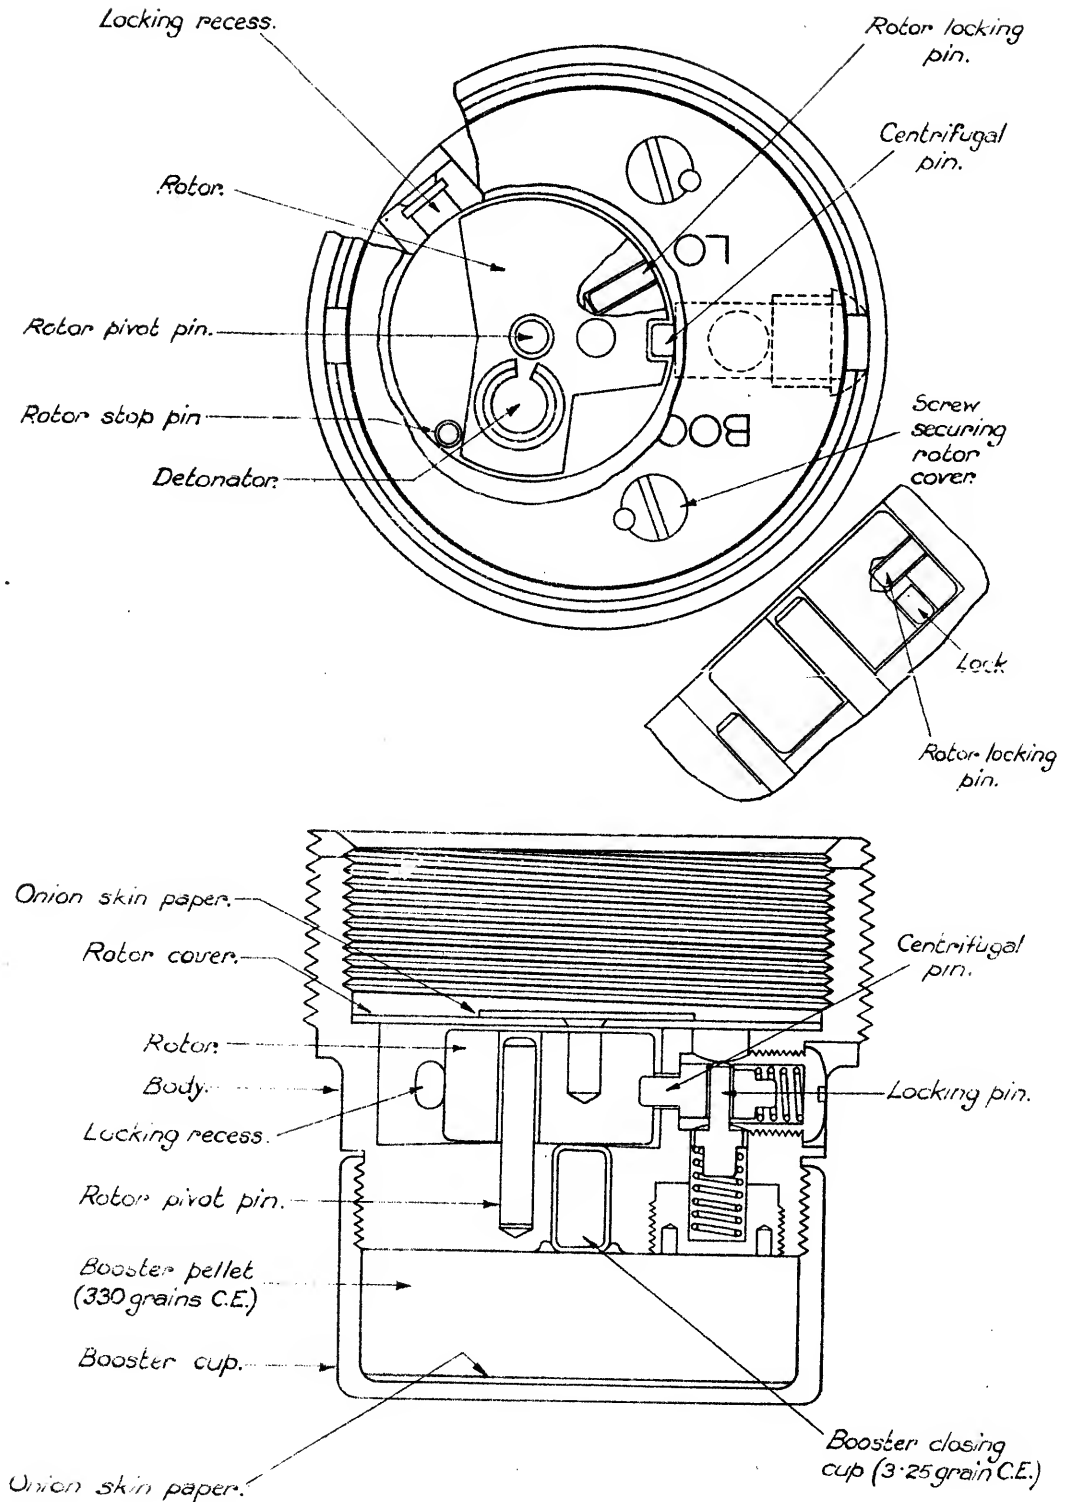 Locking recess.
Rotor locking
pin.
Centrifugal
pin.
Rotor.
LO
Rotor pivot pin.
Rotor stop pin
BOO
Screw
securing
rotor
cover.
Detonator.
Lock
Rotor locking
pin.
Onion skin paper.
Rotor cover.
Centrifugal
pin.
Rotor.
Body.
Locking pin.
Locking recess.
Rotor pivot pin.
Booster pellet
(330 grains C.E.)
Booster cup.
Booster closing
cup (3·25 grain C.E.)
Onion skin paper.